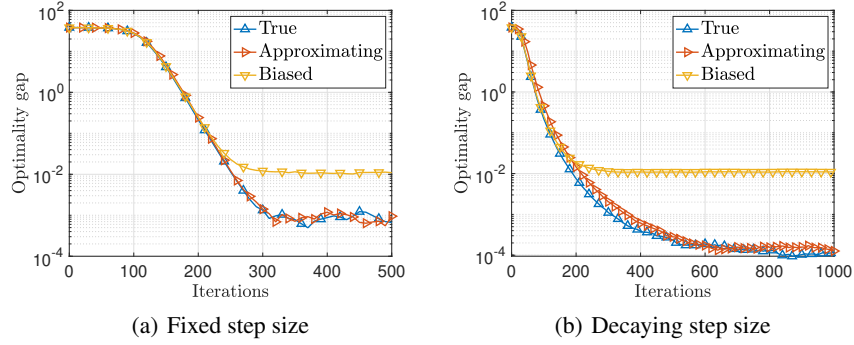 10^2
10^0
10^-2
10^-4
Optimality gap
True
Approximating
Biased
0 100 200 300 400 500
Iterations
(a) Fixed step size
10^2
10^0
10^-2
10^-4
Optimality gap
True
Approximating
Biased
0 200 400 600 800 1000
Iterations
(b) Decaying step size